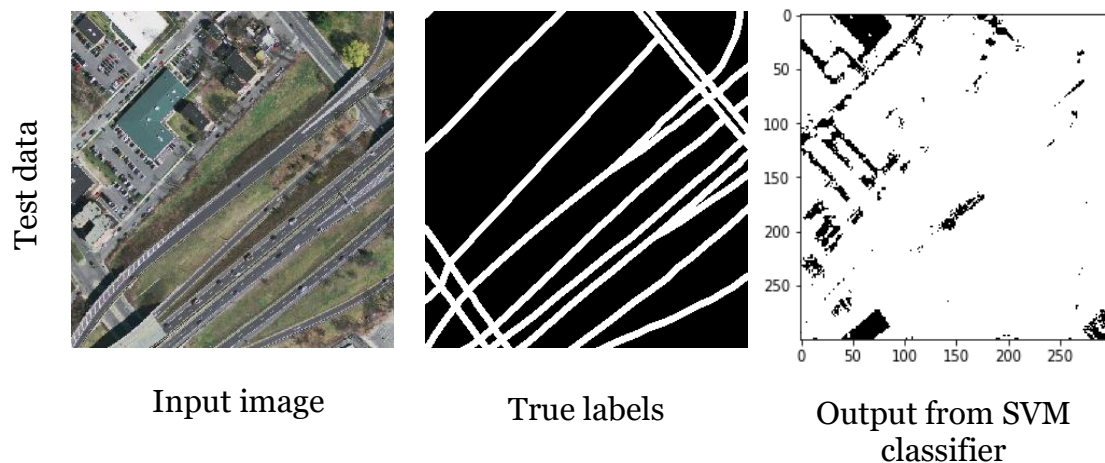 Test data
Input image
True labels
0
50
100
150
200
250
0 50 100 150 200 250
Output from SVM
classifier